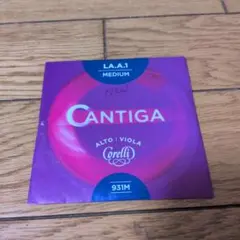 LA.A.1
MEDIUM
CANTIGA
ALTO | VIOLA
Corelli
931M